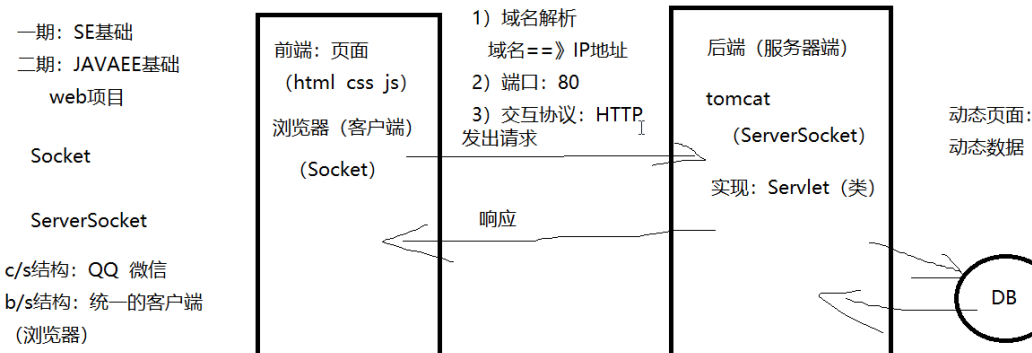 一期：SE基础
二期：JAVAEE基础
web项目
Socket
ServerSocket
c/s结构：QQ 微信
b/s结构：统一的客户端
（浏览器）
前端：页面
（html css js）
浏览器（客户端）
（Socket）
1）域名解析
域名==》IP地址
2）端口：80
3）交互协议：HTTP
发出请求
响应
后端（服务器端）
tomcat
（ServerSocket）
实现：Servlet（类）
动态页面：
动态数据
DB